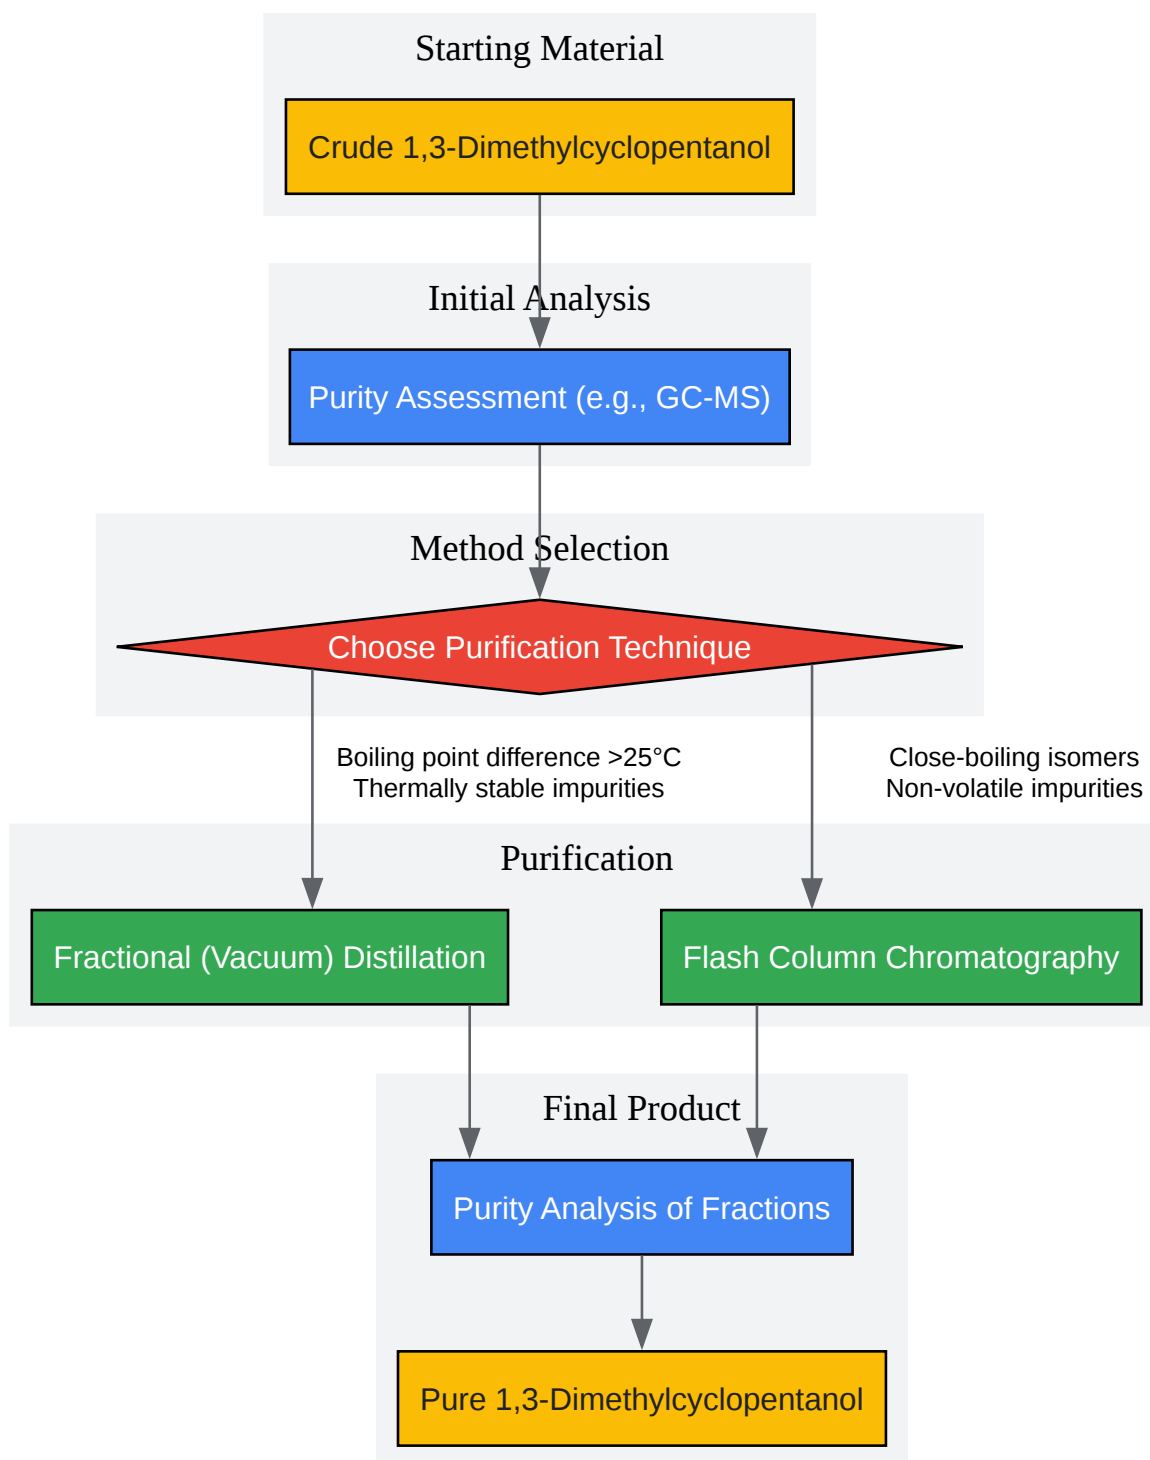 Starting Material
Crude 1,3-Dimethylcyclopentanol
Initial Analysis
Purity Assessment (e.g., GC-MS)
Method Selection
Choose Purification Technique
Boiling point difference >25°C
Thermally stable impurities
Close-boiling isomers
Non-volatile impurities
Purification
Fractional (Vacuum) Distillation
Flash Column Chromatography
Final Product
Purity Analysis of Fractions
Pure 1,3-Dimethylcyclopentanol